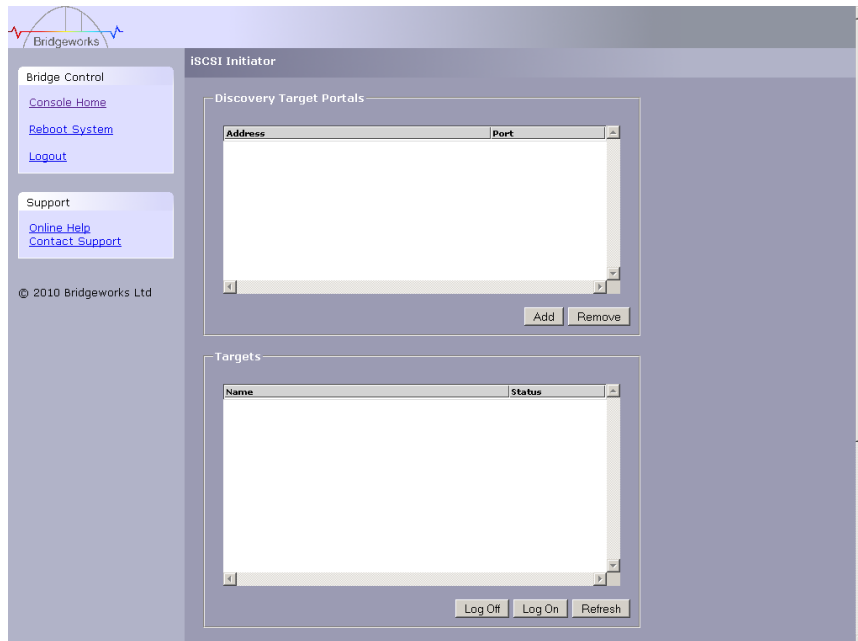 Bridgeworks
iSCSI Initiator
Bridge Control
Console Home
Reboot System
Logout
Support
Online Help
Contact Support
© 2010 Bridgeworks Ltd
Discovery Target Portals
Address Port
Add Remove
Targets
Name Status
Log Off Log On Refresh